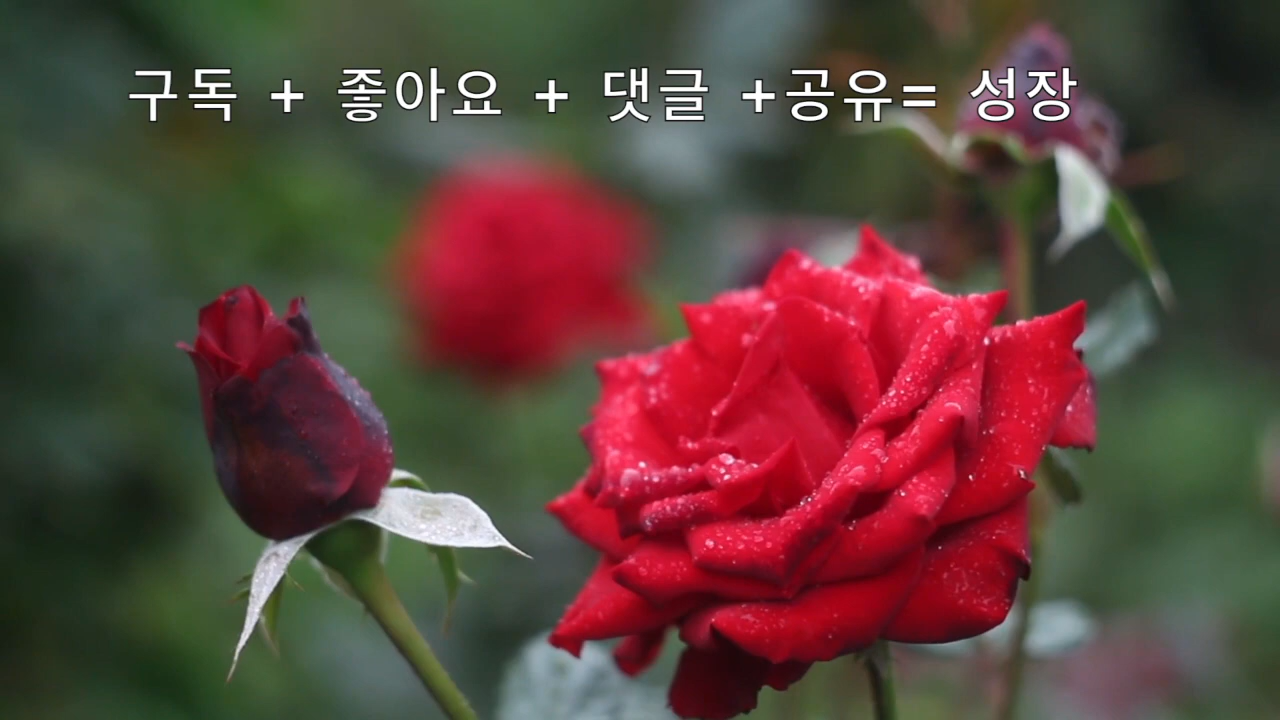 구독 + 좋아요 + 댓글 +공유= 성장